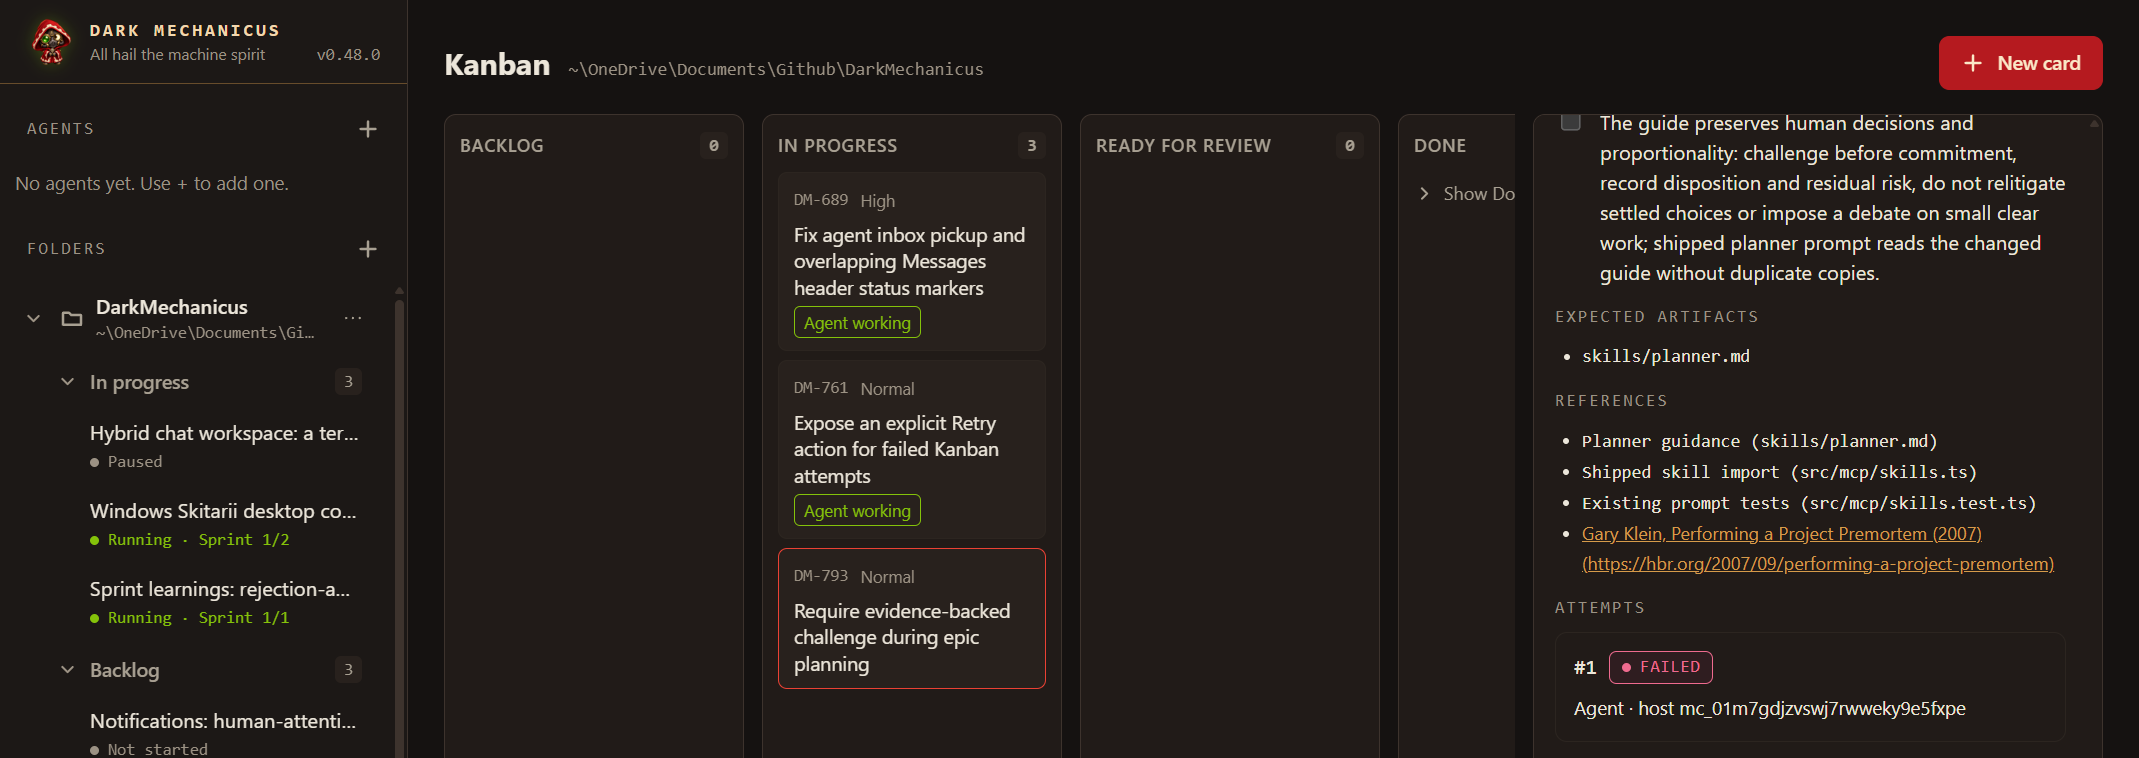 DARK MECHANICUS
All hail the machine spirit
v0.48.0
AGENTS
No agents yet. Use + to add one.
FOLDERS
DarkMechanicus
~\OneDrive\Documents\Gi…
In progress
3
Hybrid chat workspace: a ter…
Paused
Windows Skitarii desktop co…
Running · Sprint 1/2
Sprint learnings: rejection-a…
Running · Sprint 1/1
Backlog
3
Notifications: human-attenti…
Not started
Kanban
~\OneDrive\Documents\Github\DarkMechanicus
New card
BACKLOG
0
IN PROGRESS
3
DM-689 High
Fix agent inbox pickup and
overlapping Messages
header status markers
Agent working
DM-761 Normal
Expose an explicit Retry
action for failed Kanban
attempts
Agent working
DM-793 Normal
Require evidence-backed
challenge during epic
planning
READY FOR REVIEW
0
DONE
Show Do
The guide preserves human decisions and
proportionality: challenge before commitment,
record disposition and residual risk, do not relitigate
settled choices or impose a debate on small clear
work; shipped planner prompt reads the changed
guide without duplicate copies.
EXPECTED ARTIFACTS
• skills/planner.md
REFERENCES
• Planner guidance (skills/planner.md)
• Shipped skill import (src/mcp/skills.ts)
• Existing prompt tests (src/mcp/skills.test.ts)
• Gary Klein, Performing a Project Premortem (2007)
(https://hbr.org/2007/09/performing-a-project-premortem)
ATTEMPTS
#1 FAILED
Agent · host mc_01m7gdjzvswj7rwweky9e5fxpe